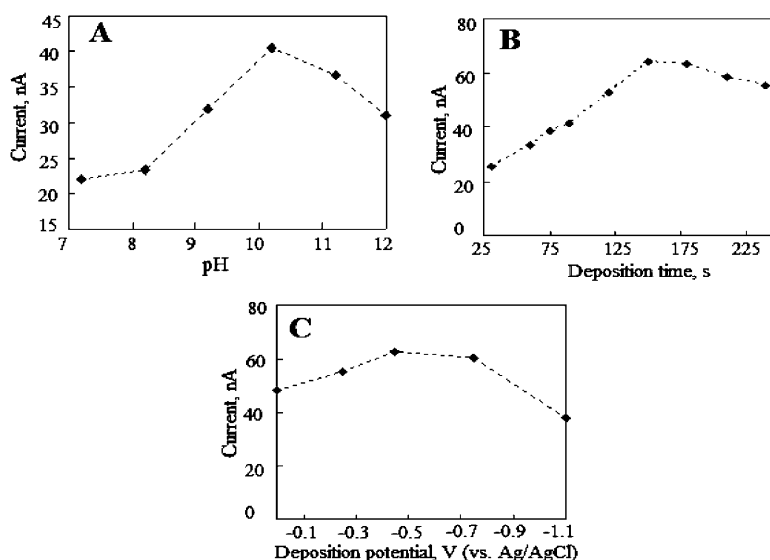 A
45
40
35
30
25
20
15
Current, nA
7 8 9 10 11 12
pH
B
80
60
40
20
0
Current, nA
25 75 125 175 225
Deposition time, s
C
80
60
40
20
0
Current, nA
-0.1 -0.3 -0.5 -0.7 -0.9 -1.1
Deposition potential, V (vs. Ag/AgCl)